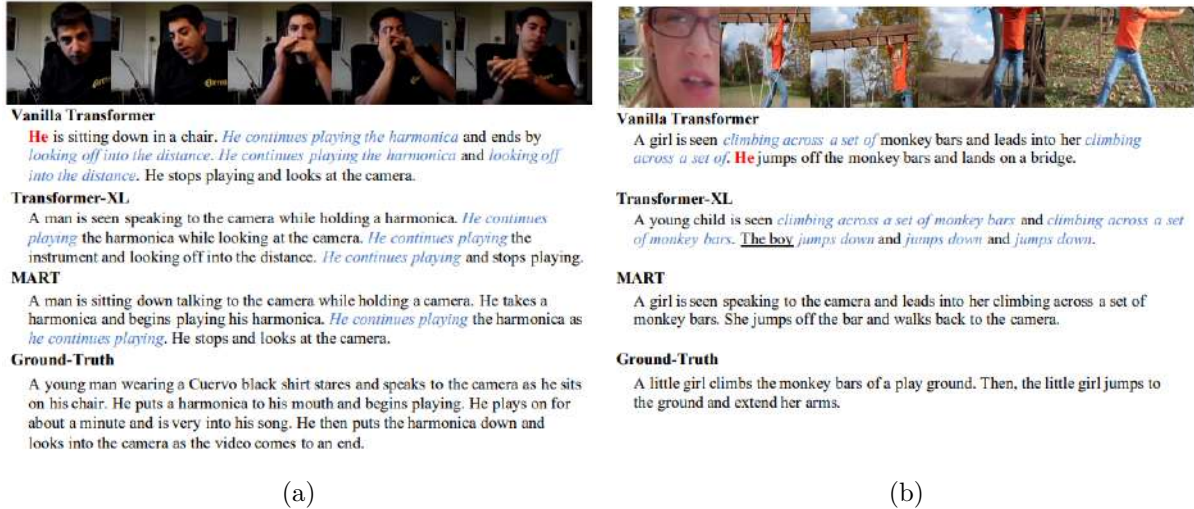 Vanilla Transformer
He is sitting down in a chair. He continues playing the harmonica and ends by
looking off into the distance. He continues playing the harmonica and looking off
into the distance. He stops playing and looks at the camera.
Transformer-XL
A man is seen speaking to the camera while holding a harmonica. He continues
playing the harmonica while looking at the camera. He continues playing the
instrument and looking off into the distance. He continues playing and stops playing.
MART
A man is sitting down talking to the camera while holding a camera. He takes a
harmonica and begins playing his harmonica. He continues playing the harmonica as
he continues playing. He stops and looks at the camera.
Ground-Truth
A young man wearing a Cuervo black shirt stares and speaks to the camera as he sits
on his chair. He puts a harmonica to his mouth and begins playing. He plays on for
about a minute and is very into his song. He then puts the harmonica down and
looks into the camera as the video comes to an end.
(a)
Vanilla Transformer
A girl is seen climbing across a set of monkey bars and leads into her climbing
across a set of. He jumps off the monkey bars and lands on a bridge.
Transformer-XL
A young child is seen climbing across a set of monkey bars and climbing across a set
of monkey bars. The boy jumps down and jumps down and jumps down.
MART
A girl is seen speaking to the camera and leads into her climbing across a set of
monkey bars. She jumps off the bar and walks back to the camera.
Ground-Truth
A little girl climbs the monkey bars of a play ground. Then, the little girl jumps to
the ground and extend her arms.
(b)